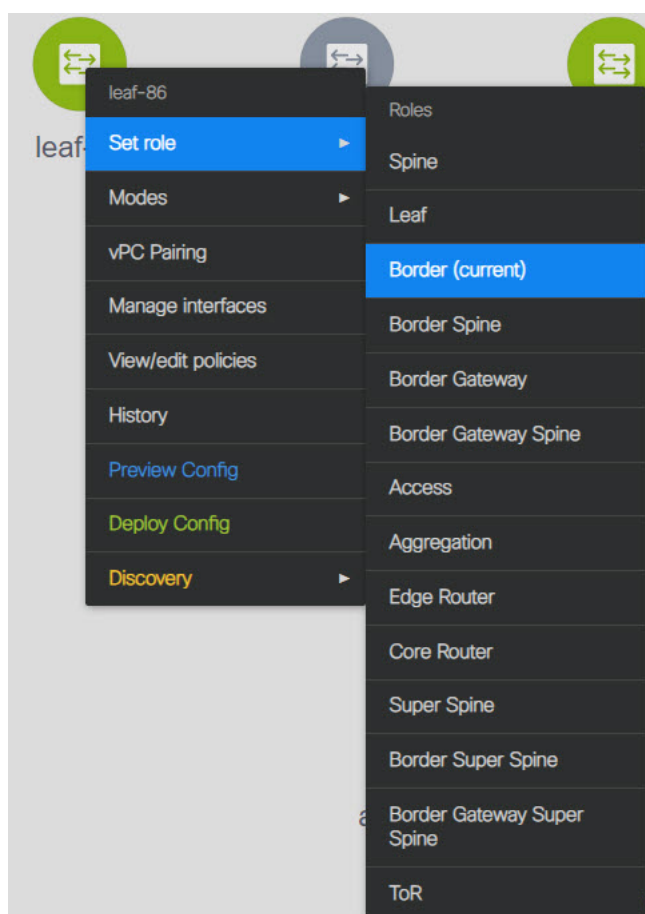 leaf-86
leaf-
Set role
Modes
vPC Pairing
Manage interfaces
View/edit policies
History
Preview Config
Deploy Config
Discovery
Roles
Spine
Leaf
Border (current)
Border Spine
Border Gateway
Border Gateway Spine
Access
Aggregation
Edge Router
Core Router
Super Spine
Border Super Spine
Border Gateway Super
Spine
ToR